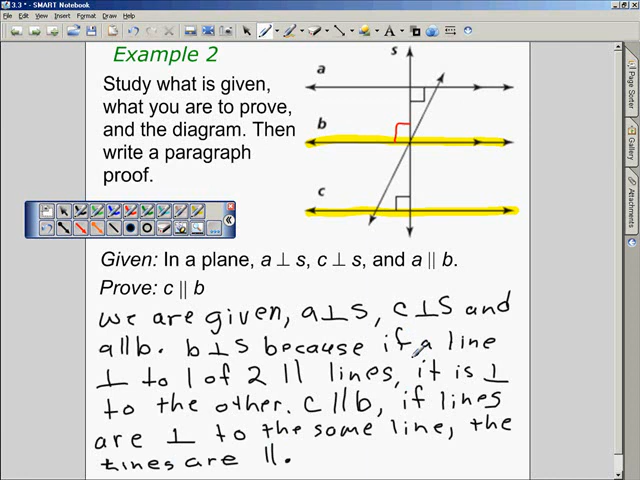 3.3 * - SMART Notebook
File Edit View Insert Format Draw Help
Example 2
Study what is given,
what you are to prove,
and the diagram. Then
write a paragraph
proof.
s
a
b
c
Page Sorter
Gallery
Attachments
Given: In a plane, a ⊥ s, c ⊥ s, and a || b.
Prove: c || b
we are given, a⊥s, c⊥s and
a||b. b⊥s because if a line
⊥ to 1 of 2 || lines, it is ⊥
to the other. c||b, if lines
are ⊥ to the same line, the
lines are ||.